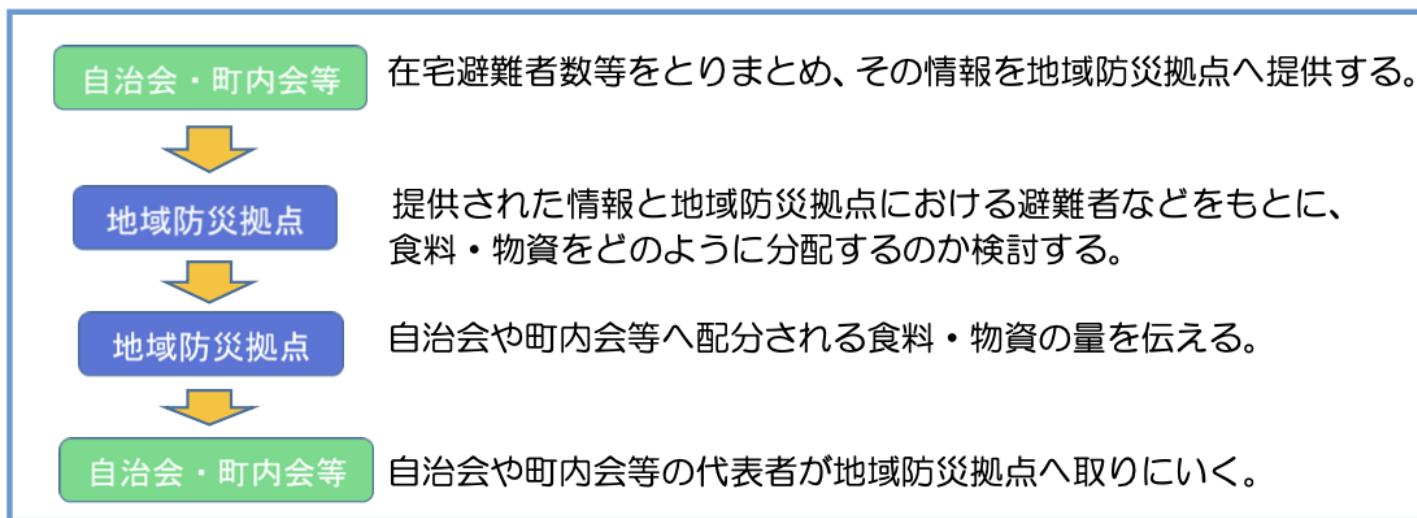 自治会・町内会等
在宅避難者数等をとりまとめ、その情報を地域防災拠点へ提供する。
地域防災拠点
提供された情報と地域防災拠点における避難者などをもとに、
食料・物資をどのように分配するのか検討する。
地域防災拠点
自治会や町内会等へ配分される食料・物資の量を伝える。
自治会・町内会等
自治会や町内会等の代表者が地域防災拠点へ取りにいく。